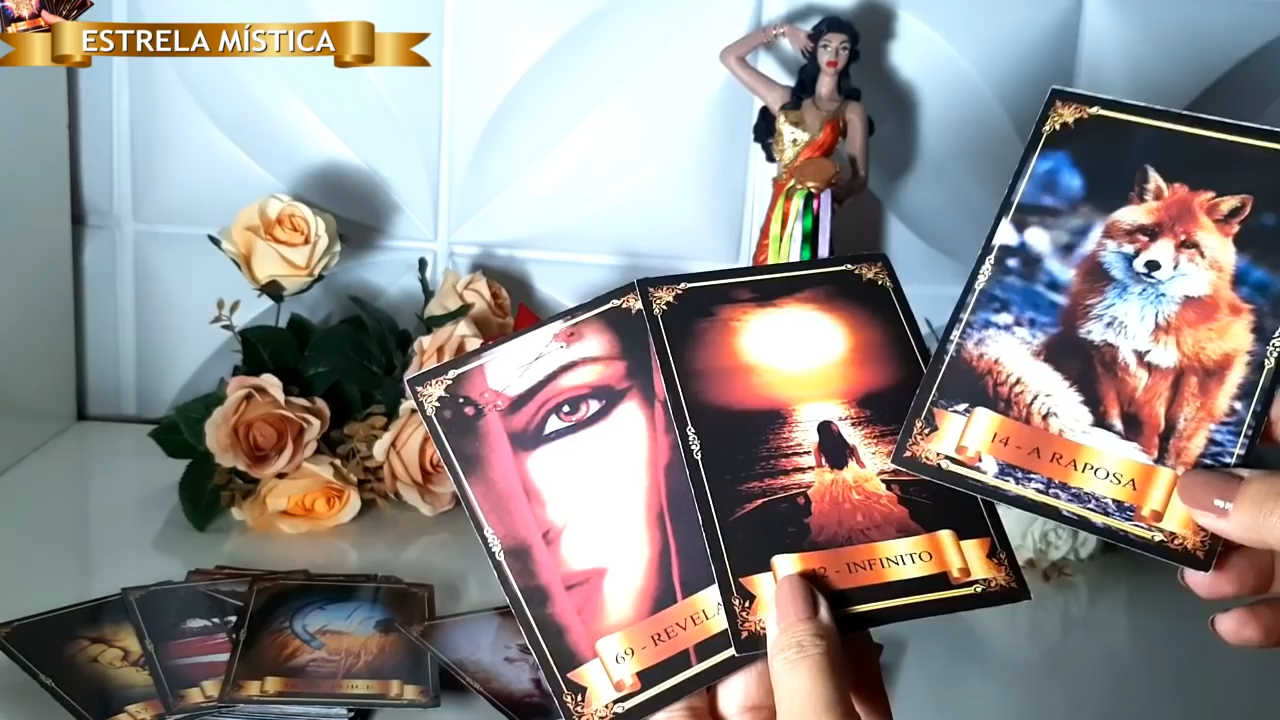 ESTRELA MÍSTICA
14 - A RAPOSA
- INFINITO
69 - REVELA